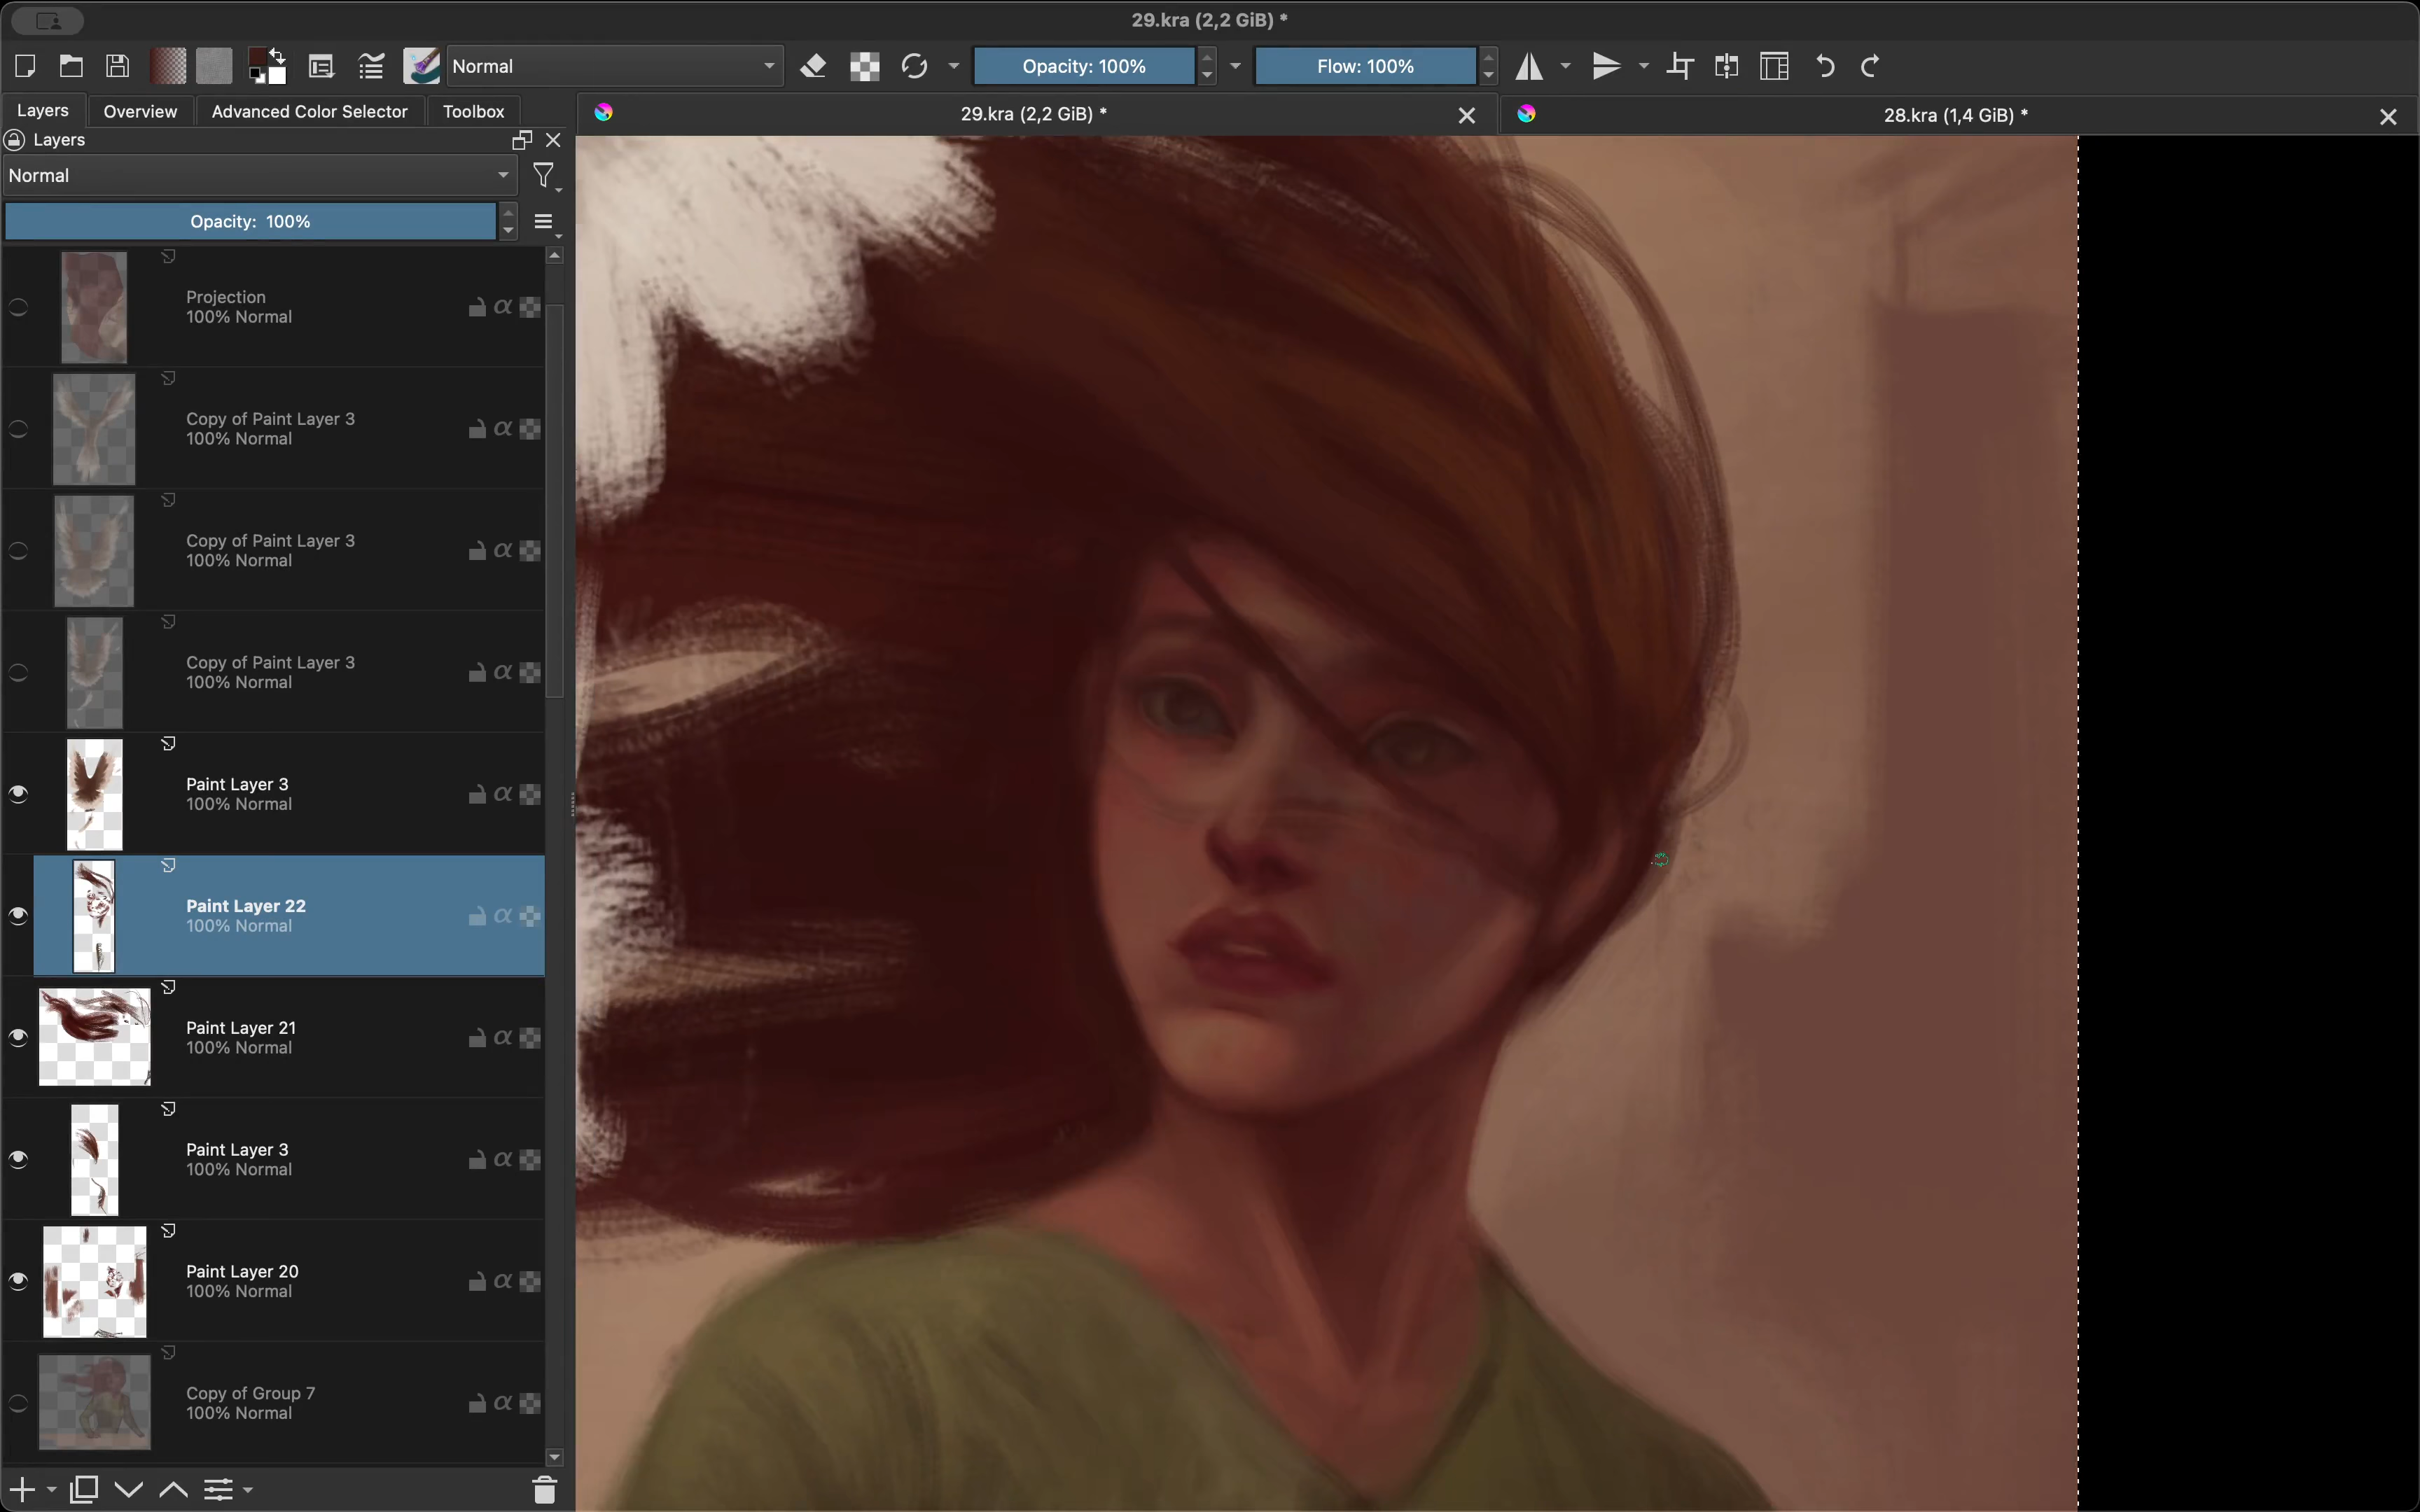 29.kra (2,2 GiB) *
Normal
Opacity: 100%
Flow: 100%
Layers
Overview
Advanced Color Selector
Toolbox
29.kra (2,2 GiB) *
28.kra (1,4 GiB) *
Layers
Normal
Opacity: 100%
Projection
100% Normal
α
Copy of Paint Layer 3
100% Normal
α
Copy of Paint Layer 3
100% Normal
α
Copy of Paint Layer 3
100% Normal
α
Paint Layer 3
100% Normal
α
Paint Layer 22
100% Normal
α
Paint Layer 21
100% Normal
α
Paint Layer 3
100% Normal
α
Paint Layer 20
100% Normal
α
Copy of Group 7
100% Normal
α